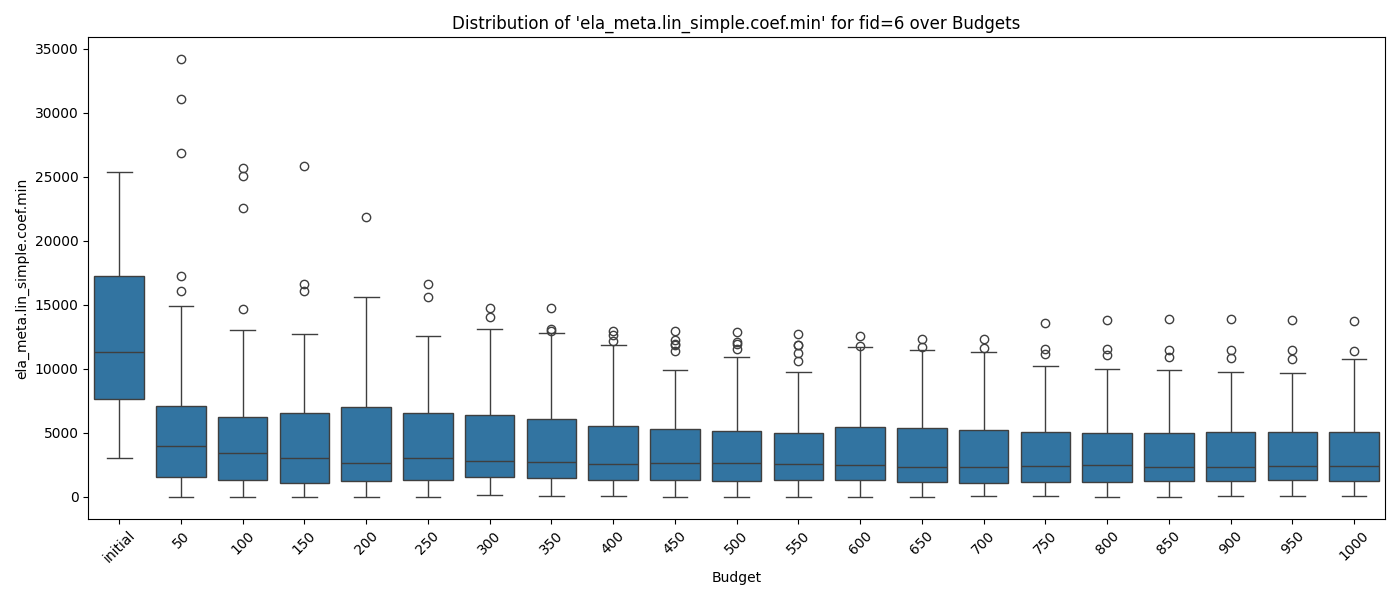 Distribution of 'ela_meta.lin_simple.coef.min' for fid=6 over Budgets
ela_meta.lin_simple.coef.min
35000
30000
25000
20000
15000
10000
5000
0
initial 50 100 150 200 250 300 350 400 450 500 550 600 650 700 750 800 850 900 950 1000
Budget